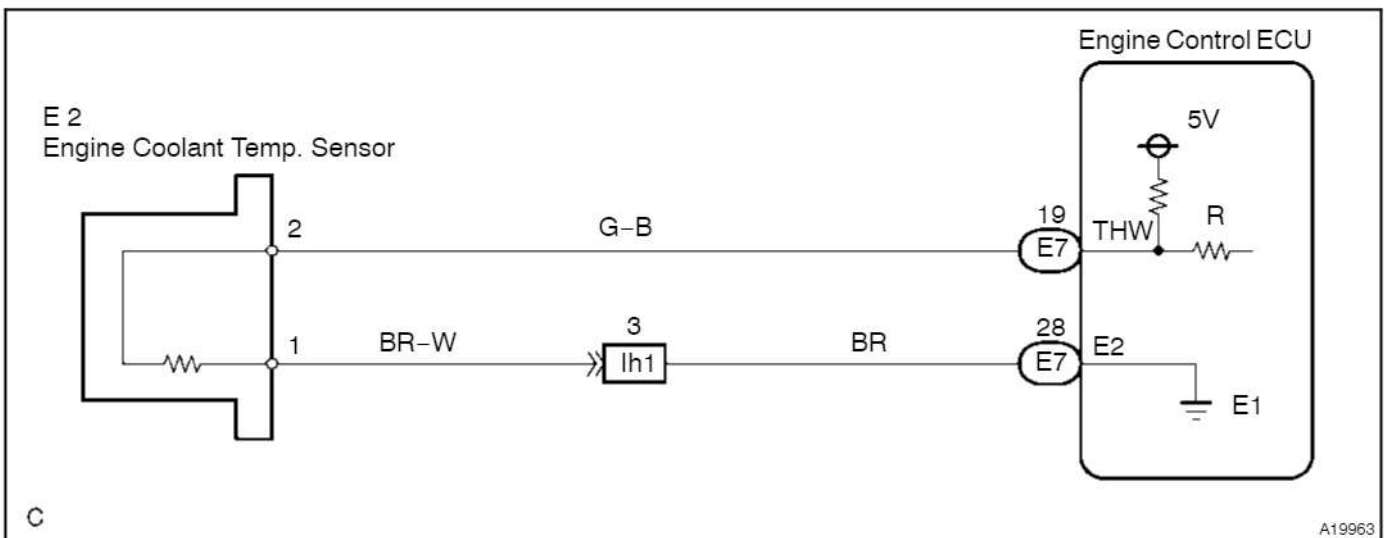 Engine Control ECU
E 2
Engine Coolant Temp. Sensor
5V
2
G-B
19
E7
THW
R
1
BR-W
3
Ih1
BR
28
E7
E2
E1
C
A19963